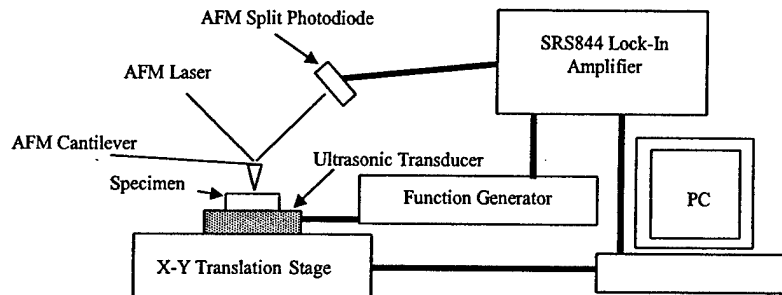 AFM Split Photodiode
SRS844 Lock-In
Amplifier
AFM Laser
AFM Cantilever
Ultrasonic Transducer
Specimen
Function Generator
PC
X-Y Translation Stage